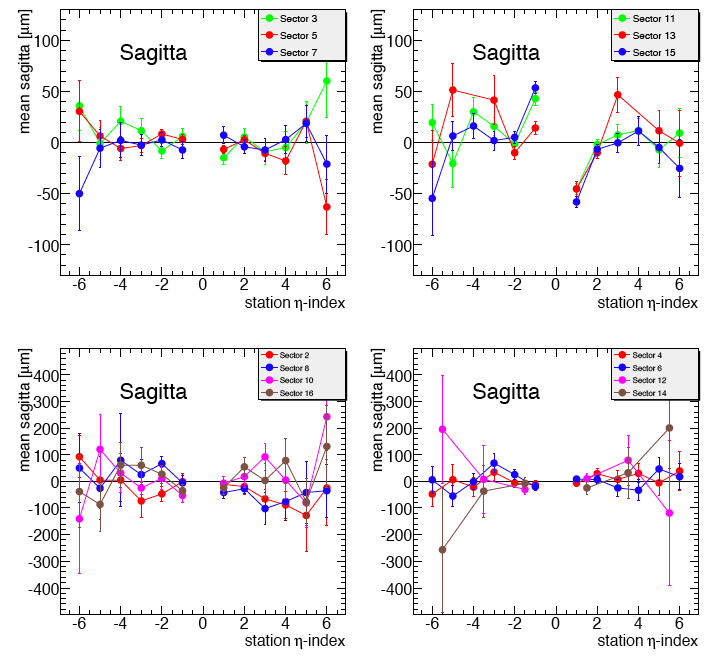 mean sagitta [µm]
100
50
0
-50
-100
Sagitta
Sector 3
Sector 5
Sector 7
-6 -4 -2 0 2 4 6
station η-index
mean sagitta [µm]
100
50
0
-50
-100
Sagitta
Sector 11
Sector 13
Sector 15
-6 -4 -2 0 2 4 6
station η-index
mean sagitta [µm]
400
300
200
100
0
-100
-200
-300
-400
Sagitta
Sector 2
Sector 8
Sector 10
Sector 16
-6 -4 -2 0 2 4 6
station η-index
mean sagitta [µm]
400
300
200
100
0
-100
-200
-300
-400
Sagitta
Sector 4
Sector 6
Sector 12
Sector 14
-6 -4 -2 0 2 4 6
station η-index